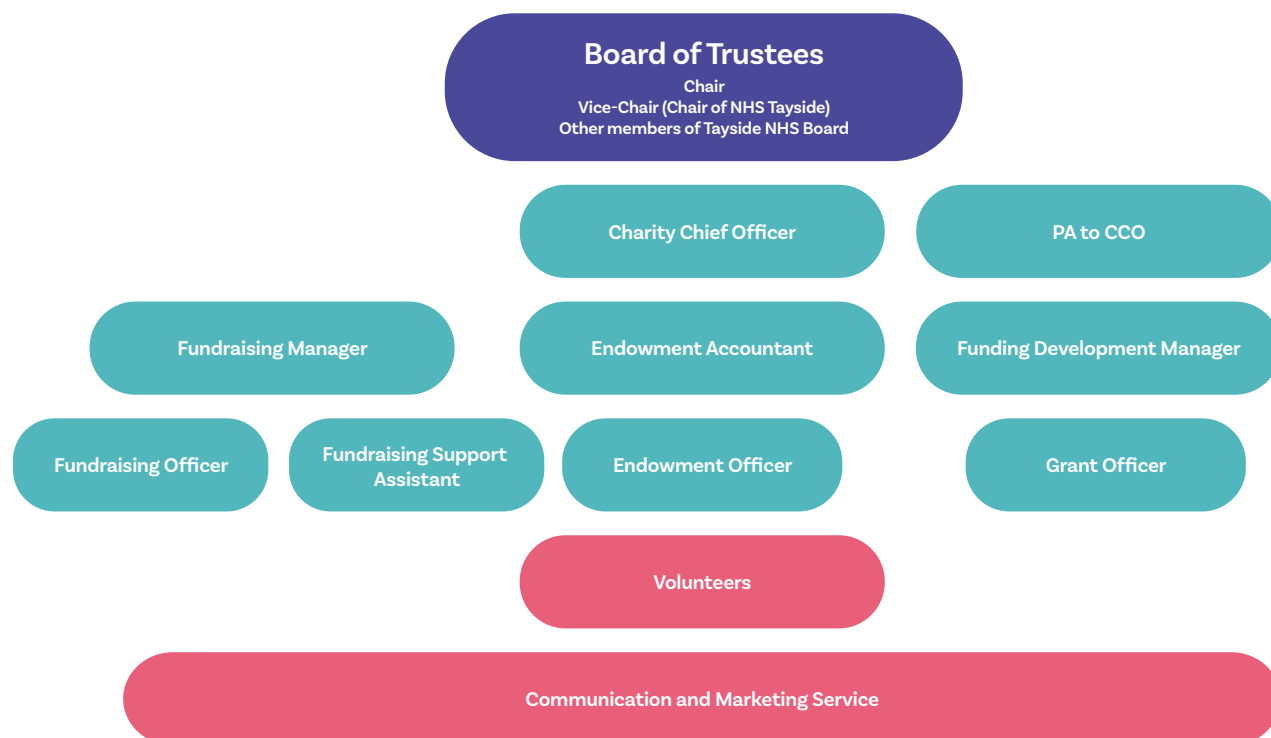 Board of Trustees
Chair
Vice-Chair (Chair of NHS Tayside)
Other members of Tayside NHS Board
Charity Chief Officer
PA to CCO
Fundraising Manager
Endowment Accountant
Funding Development Manager
Fundraising Officer
Fundraising Support
Assistant
Endowment Officer
Grant Officer
Volunteers
Communication and Marketing Service